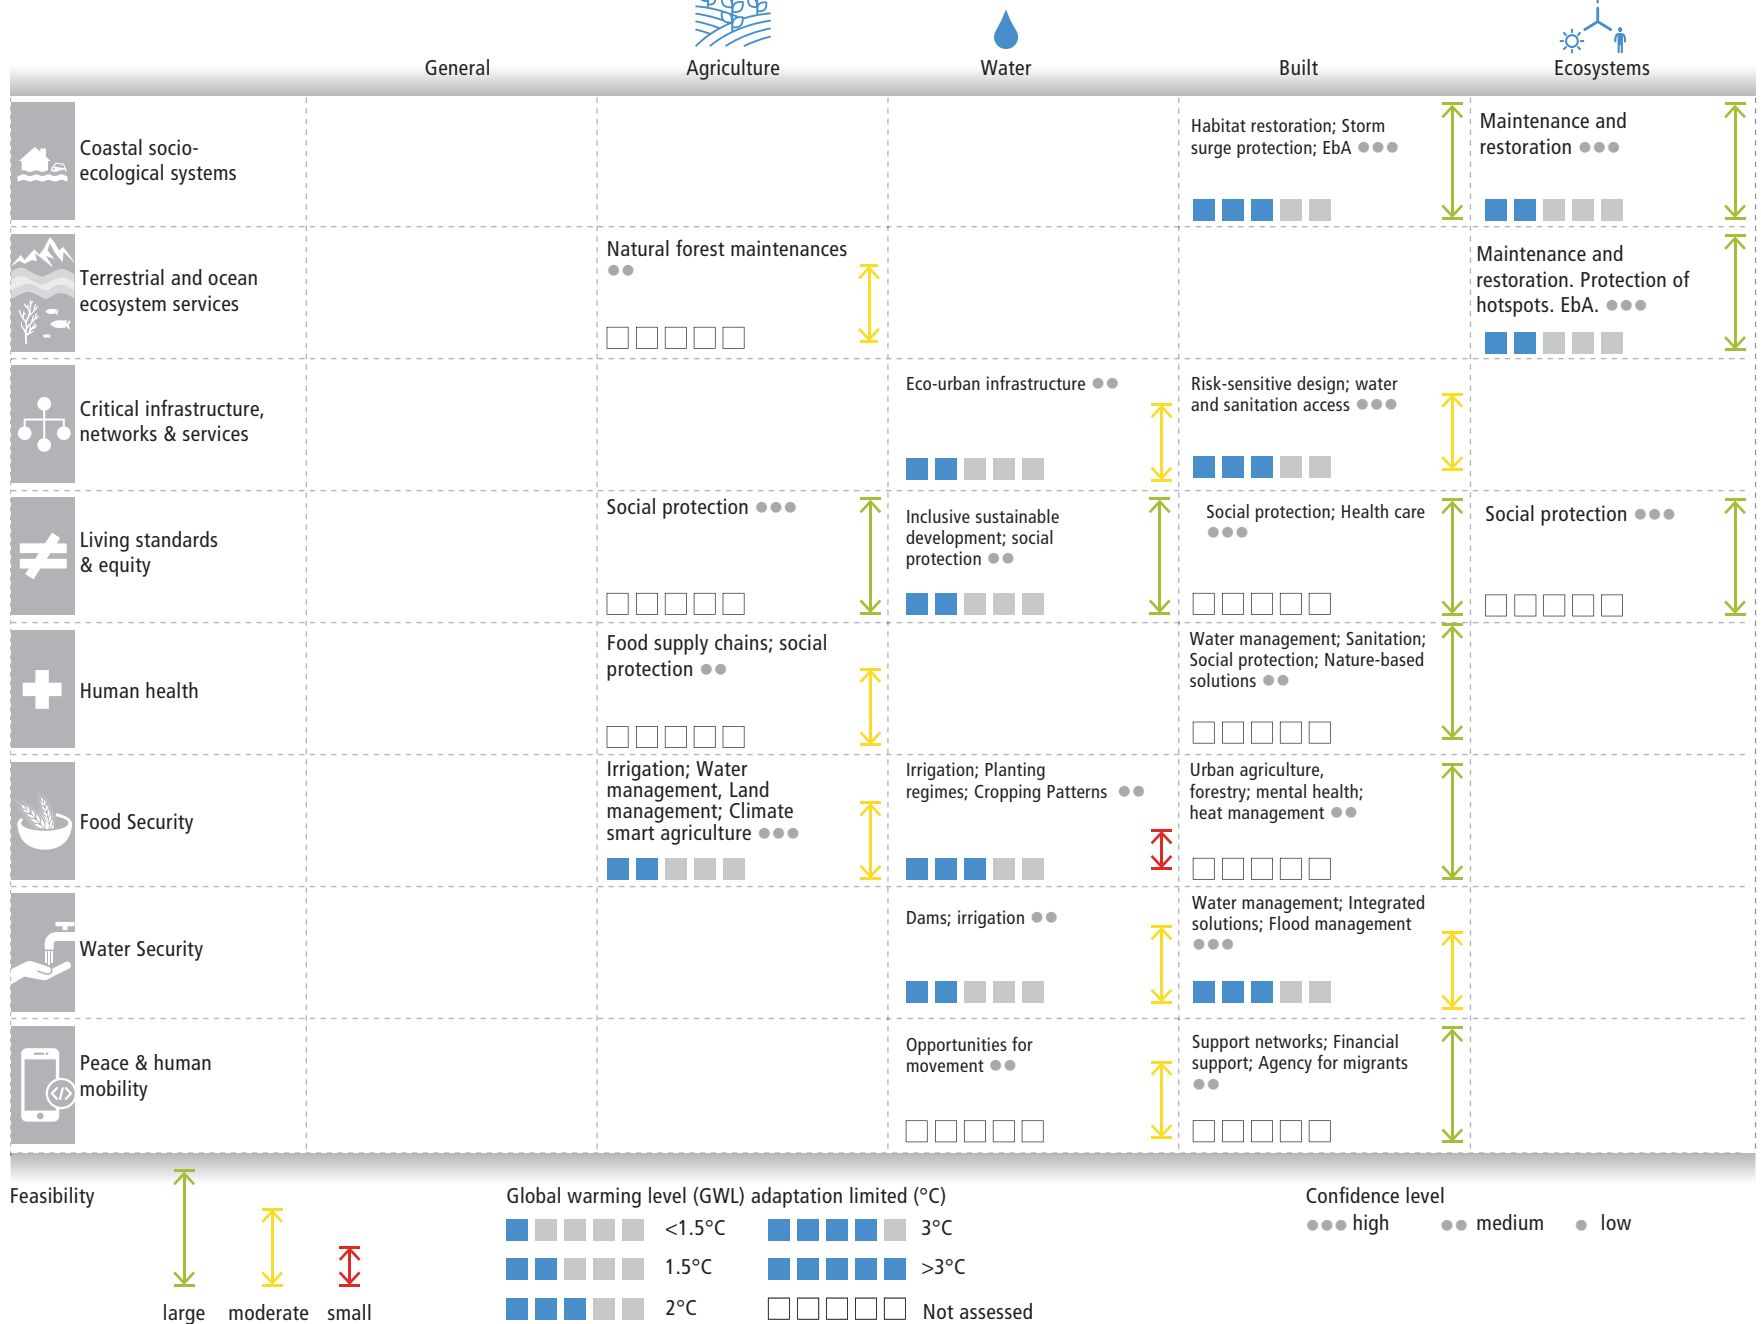 General
Agriculture
Water
Built
Ecosystems
Coastal socio-
ecological systems
Habitat restoration; Storm
surge protection; EbA
Maintenance and
restoration
Terrestrial and ocean
ecosystem services
Natural forest maintenances
Maintenance and
restoration. Protection of
hotspots. EbA.
Critical infrastructure,
networks & services
Eco-urban infrastructure
Risk-sensitive design; water
and sanitation access
Living standards
& equity
Social protection
Inclusive sustainable
development; social
protection
Social protection; Health care
Social protection
Human health
Food supply chains; social
protection
Water management; Sanitation;
Social protection; Nature-based
solutions
Food Security
Irrigation; Water
management, Land
management; Climate
smart agriculture
Irrigation; Planting
regimes; Cropping Patterns
Urban agriculture,
forestry; mental health;
heat management
Water Security
Dams; irrigation
Water management; Integrated
solutions; Flood management
Peace & human
mobility
</>
Opportunities for
movement
Support networks; Financial
support; Agency for migrants
Feasibility
large
moderate
small
Global warming level (GWL) adaptation limited (°C)
<1.5°C
3°C
1.5°C
>3°C
2°C
Not assessed
Confidence level
high
medium
low